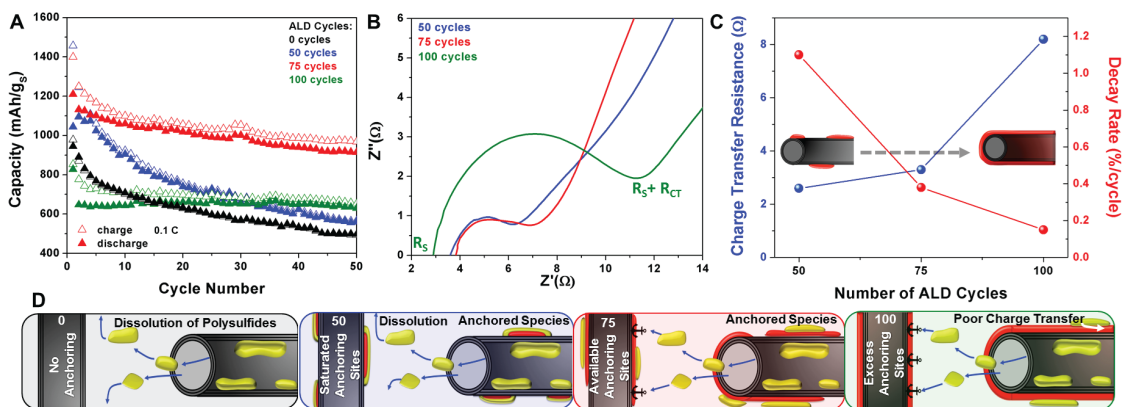 A
ALD Cycles:
0 cycles
50 cycles
75 cycles
100 cycles
1600
1400
1200
1000
800
600
400
0 10 20 30 40 50
charge 0.1 C
discharge
Capacity (mAh/gS)
Cycle Number
B
50 cycles
75 cycles
100 cycles
6
5
4
3
2
1
0
2 4 6 8 10 12 14
RS
RS+ RCT
Z''(Ω)
Z'(Ω)
C
8
6
4
2
0
50 75 100
1.2
1.0
0.8
0.6
0.4
0.2
0.0
Charge Transfer Resistance (Ω)
Decay Rate (%/cycle)
Number of ALD Cycles
D
0
No
Anchoring
Dissolution of Polysulfides
50
Saturated
Anchoring
Sites
Dissolution
Anchored Species
75
Available
Anchoring
Sites
Anchored Species
100
Excess
Anchoring
Sites
Poor Charge Transfer